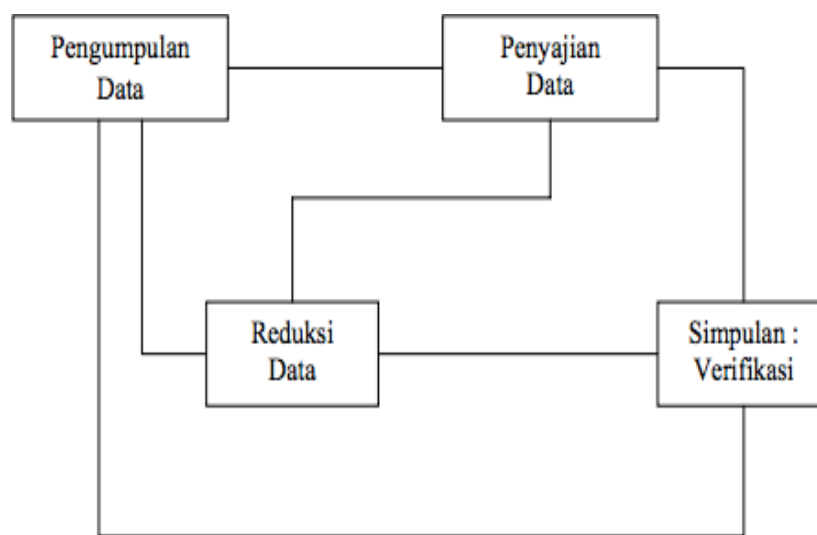 Pengumpulan
Data
Penyajian
Data
Reduksi
Data
Simpulan :
Verifikasi